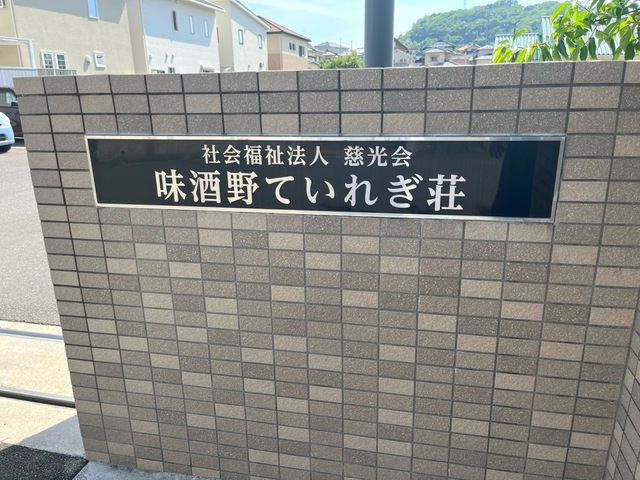 社会福祉法人 慈光会
味酒野ていれぎ荘